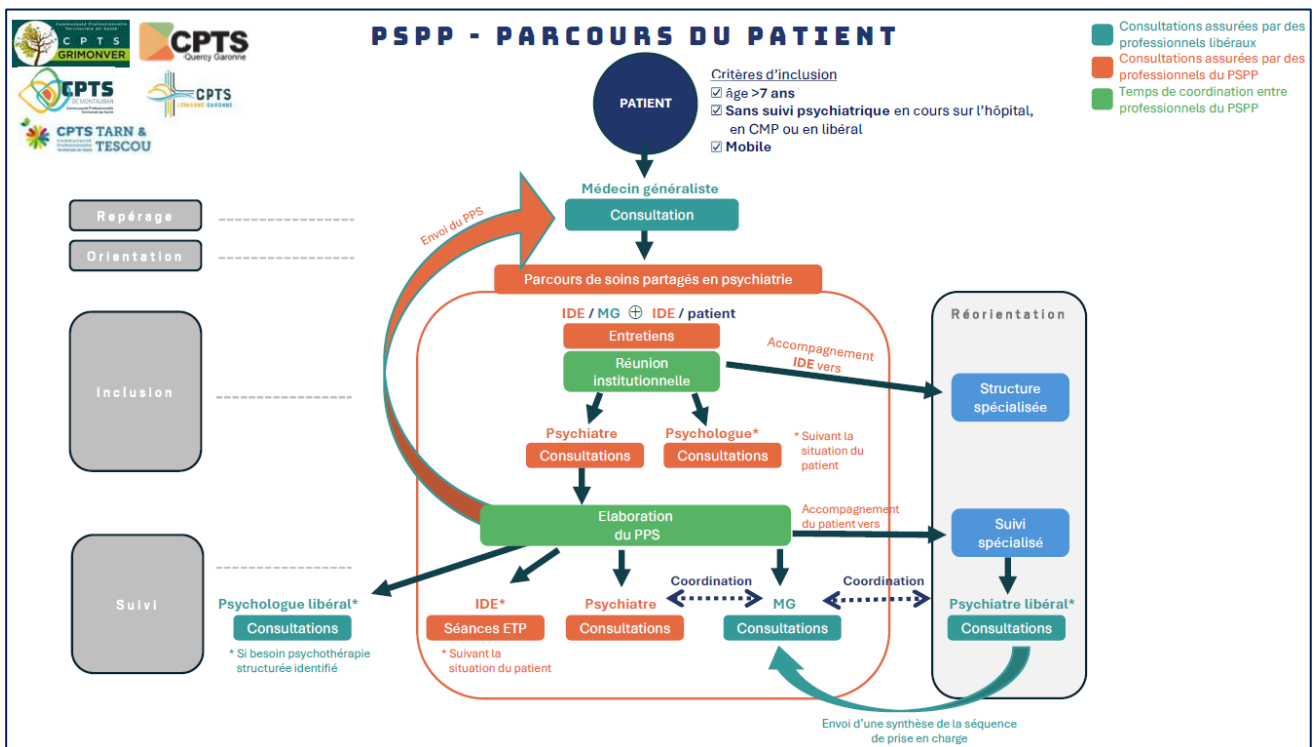 Communauté Professionnelle
Territoriale de Santé
CPTS
GRIMONVER
CPTS
Quercy Garonne
CPTS
DE MONTAUBAN
CPTS
LOMAGNE-GARONNE
CPTS TARN &
TESCOU
PSPP - PARCOURS DU PATIENT
Consultations assurées par des
professionnels libéraux
Consultations assurées par des
professionnels du PSPP
Temps de coordination entre
professionnels du PSPP
PATIENT
Critères d'inclusion
☑ âge >7 ans
☑ Sans suivi psychiatrique en cours sur l'hôpital,
en CMP ou en libéral
☑ Mobile
Médecin généraliste
Consultation
Repérage
Orientation
Envoi du PPS
Parcours de soins partagés en psychiatrie
IDE / MG ⊕ IDE / patient
Entretiens
Réunion
institutionnelle
Accompagnement
IDE vers
Réorientation
Structure
spécialisée
Inclusion
Psychiatre
Consultations
Psychologue*
Consultations
* Suivant la
situation du
patient
Elaboration
du PPS
Accompagnement
du patient vers
Suivi
spécialisé
Suivi
Psychologue libéral*
Consultations
* Si besoin psychothérapie
structurée identifié
IDE*
Séances ETP
* Suivant la
situation du patient
Psychiatre
Consultations
Coordination
MG
Consultations
Coordination
Psychiatre libéral*
Consultations
Envoi d'une synthèse de la séquence
de prise en charge